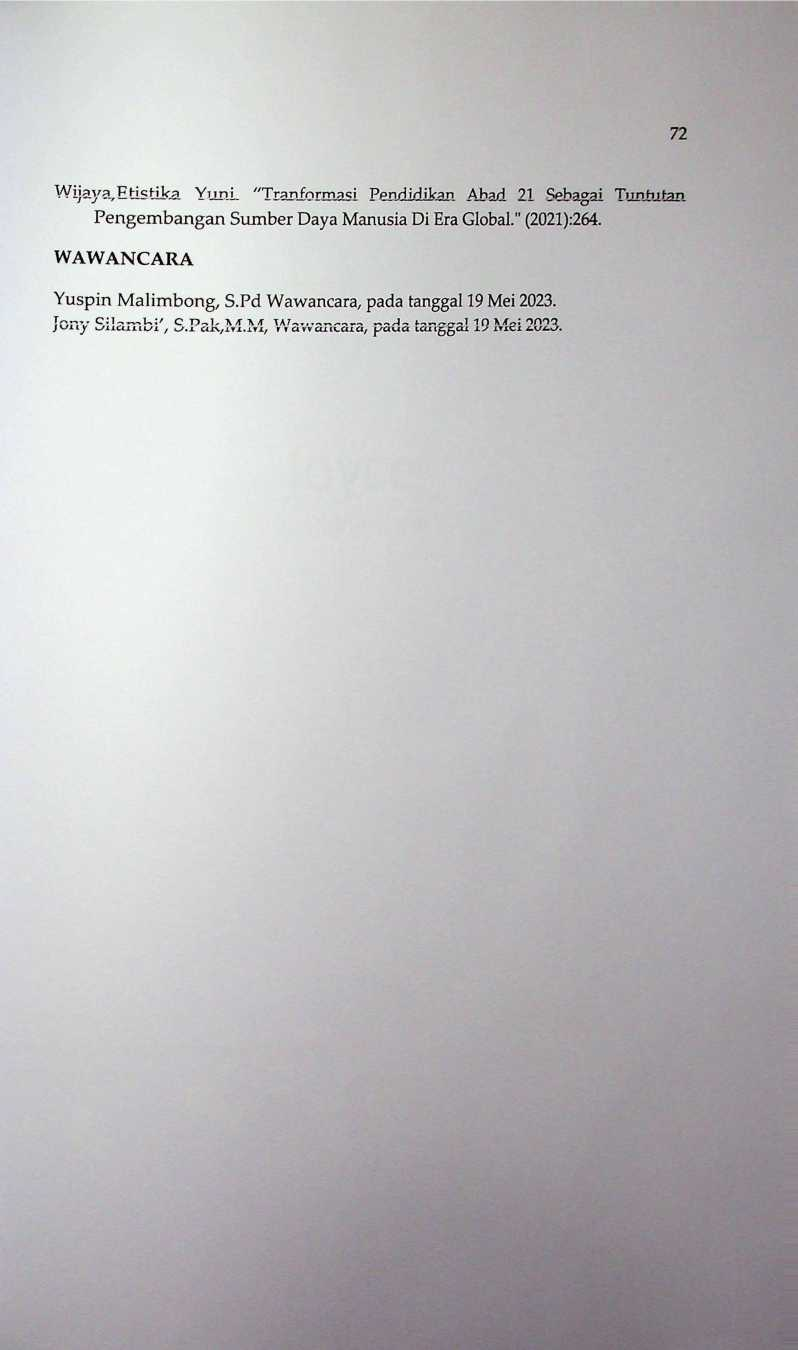 72
Wijaya,Etistika Yuni. "Tranformasi Pendidikan Abad 21 Sebagai Tuntutan
Pengembangan Sumber Daya Manusia Di Era Global." (2021):264.
WAWANCARA
Yuspin Malimbong, S.Pd Wawancara, pada tanggal 19 Mei 2023.
Jony Silambi', S.Pak,M.M, Wawancara, pada tanggal 19 Mei 2023.